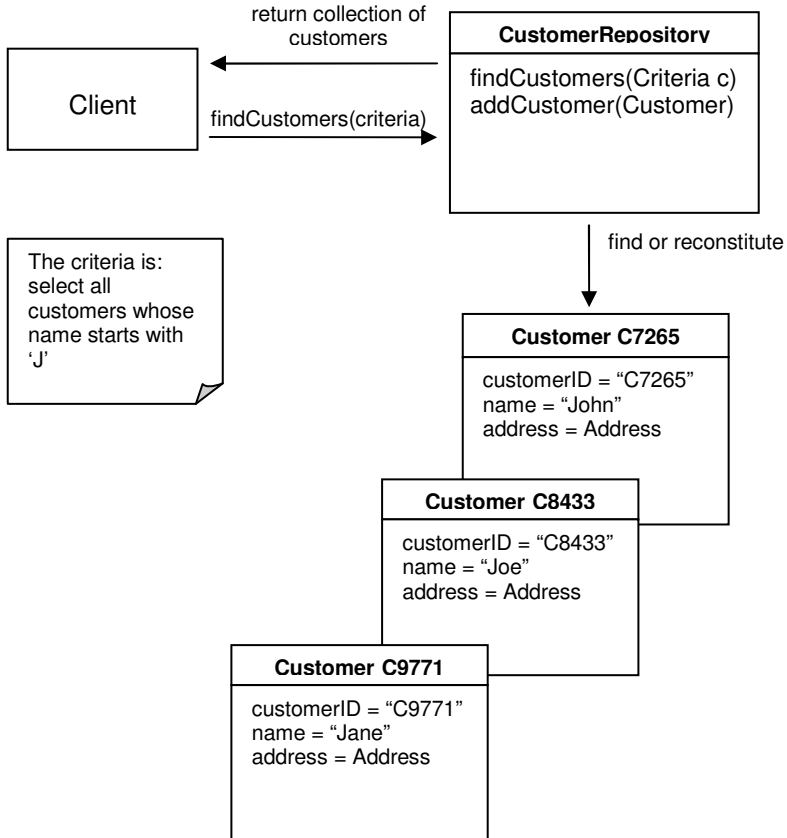 return collection of
customers
CustomerRepository
findCustomers(Criteria c)
addCustomer(Customer)
Client
findCustomers(criteria)
find or reconstitute
The criteria is:
select all
customers whose
name starts with
‘J’
Customer C7265
customerID = “C7265”
name = “John”
address = Address
Customer C8433
customerID = “C8433”
name = “Joe”
address = Address
Customer C9771
customerID = “C9771”
name = “Jane”
address = Address